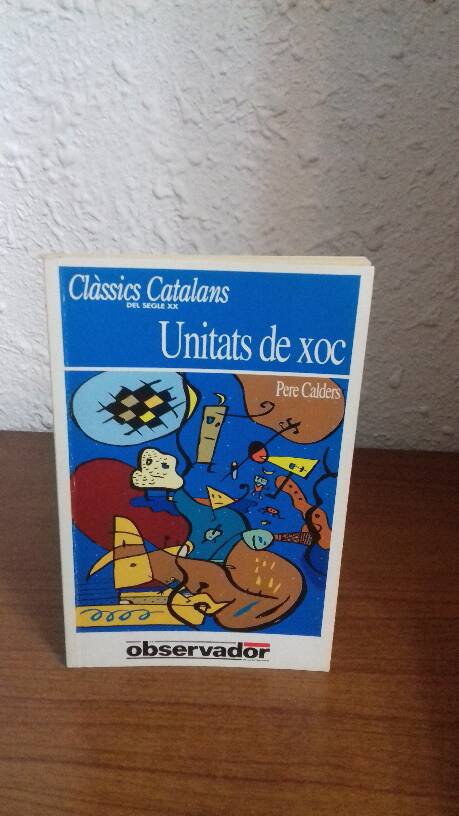 Clàssics Catalans
DEL SEGLE XX
Unitats de xoc
Pere Calders
observador